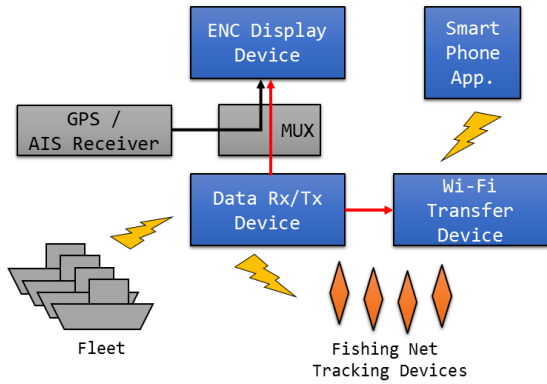 ENC Display
Device
Smart
Phone
App.
GPS /
AIS Receiver
MUX
Data Rx/Tx
Device
Wi-Fi
Transfer
Device
Fleet
Fishing Net
Tracking Devices